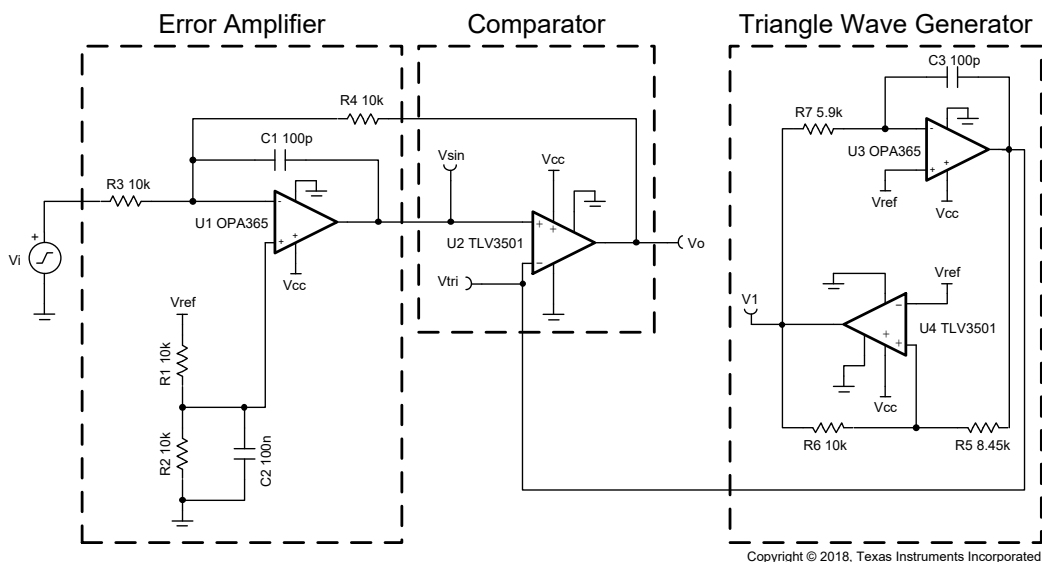 Error Amplifier
Comparator
Triangle Wave Generator
R4 10k
C1 100p
R3 10k
-
+
+
U1 OPA365
Vcc
+
Vi
Vref
R1 10k
R2 10k
C2 100n
Vsin
Vcc
+
+
−
U2 TLV3501
Vtri
Vo
C3 100p
R7 5.9k
-
+
+
U3 OPA365
Vref
Vcc
V1
Vref
−
+
+
U4 TLV3501
Vcc
R6 10k
R5 8.45k
Copyright © 2018, Texas Instruments Incorporated